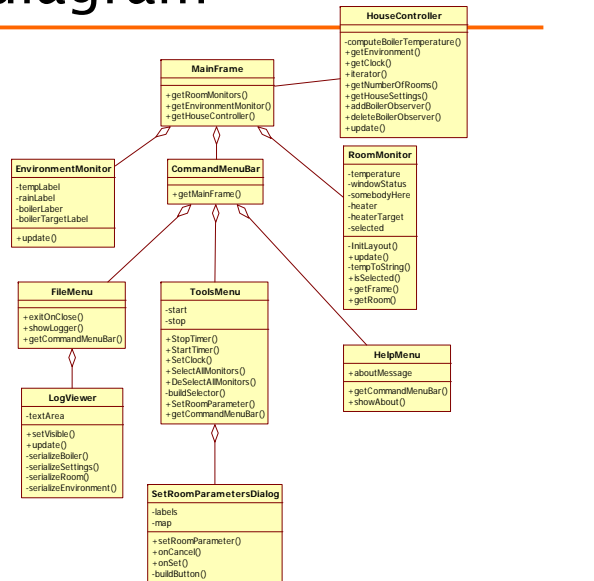 diagram
HouseController
-computeBoilerTemperature()
+getEnvironment()
+getClock()
+iterator()
+getNumberOfRooms()
+getHouseSettings()
+addBoilerObserver()
+deleteBoilerObserver()
+update()
MainFrame
+getRoomMonitors()
+getEnvironmentMonitor()
+getHouseController()
EnvironmentMonitor
-tempLabel
-rainLabel
-boilerLaber
-boilerTargetLabel
+update()
CommandMenuBar
+getMainFrame()
RoomMonitor
-temperature
-windowStatus
-somebodyHere
-heater
-heaterTarget
-selected
-InitLayout()
+update()
-tempToString()
+isSelected()
+getFrame()
+getRoom()
FileMenu
+exitOnClose()
+showLogger()
+getCommandMenuBar()
ToolsMenu
-start
-stop
+StopTimer()
+StartTimer()
+SetClock()
+SelectAllMonitors()
+DeSelectAllMonitors()
-buildSelector()
+SetRoomParameter()
+getCommandMenuBar()
HelpMenu
+aboutMessage
+getCommandMenuBar()
+showAbout()
LogViewer
-textArea
+setVisible()
+update()
-serializeBoiler()
-serializeSettings()
-serializeRoom()
-serializeEnvironment()
SetRoomParametersDialog
-labels
-map
+setRoomParameter()
+onCancel()
+onSet()
-buildButton()